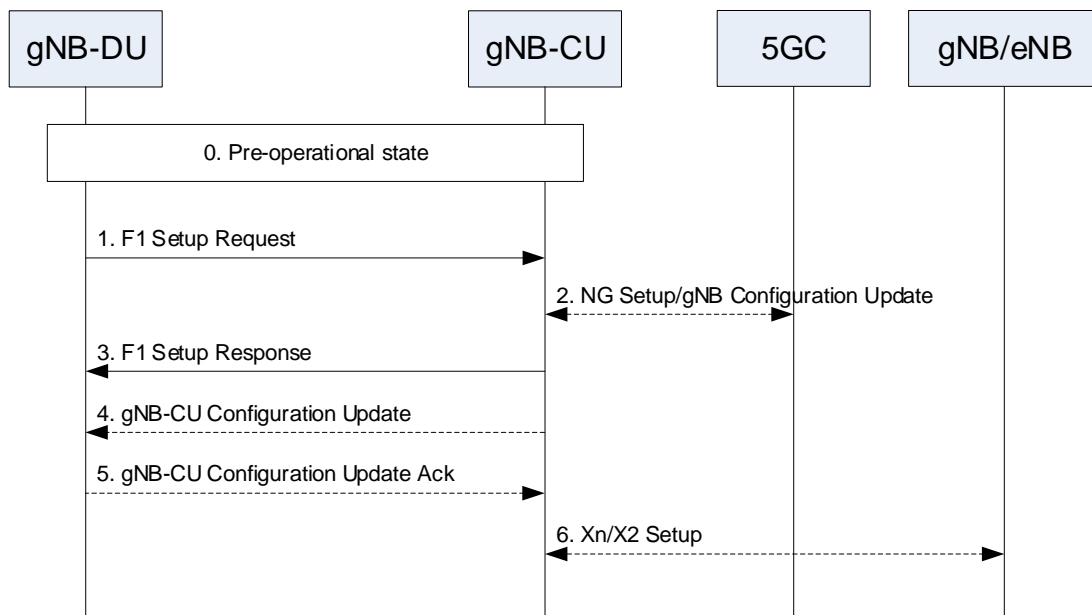 gNB-DU
gNB-CU
5GC
gNB/eNB
0. Pre-operational state
1. F1 Setup Request
2. NG Setup/gNB Configuration Update
3. F1 Setup Response
4. gNB-CU Configuration Update
5. gNB-CU Configuration Update Ack
6. Xn/X2 Setup